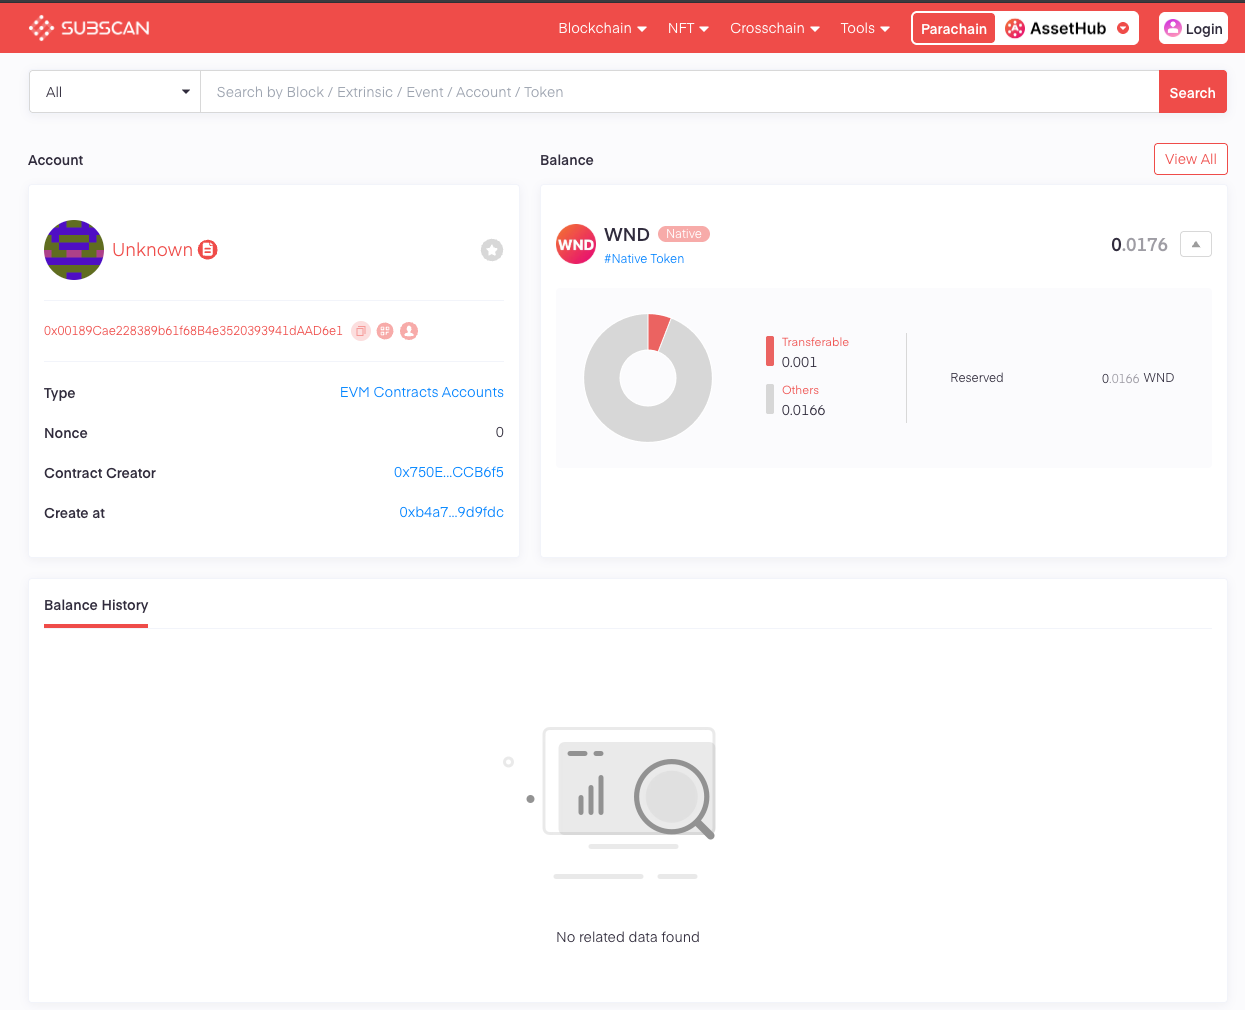 SUBSCAN
Blockchain NFT Crosschain Tools Parachain AssetHub Login
All Search by Block / Extrinsic / Event / Account / Token Search
Account
Unknown
0x00189Cae228389b61f68B4e3520393941dAAD6e1
Type EVM Contracts Accounts
Nonce 0
Contract Creator 0x750E...CCB6f5
Create at 0xb4a7...9d9fdc
Balance View All
WND WND Native 0.0176
#Native Token
Transferable
0.001
Others
0.0166
Reserved 0.0166 WND
Balance History
No related data found